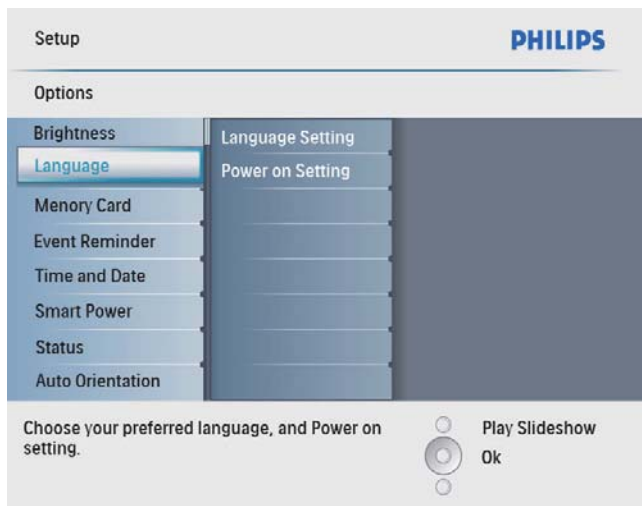 Setup
PHILIPS
Options
Brightness
Language
Menory Card
Event Reminder
Time and Date
Smart Power
Status
Auto Orientation
Language Setting
Power on Setting
Choose your preferred language, and Power on
setting.
Play Slideshow
Ok